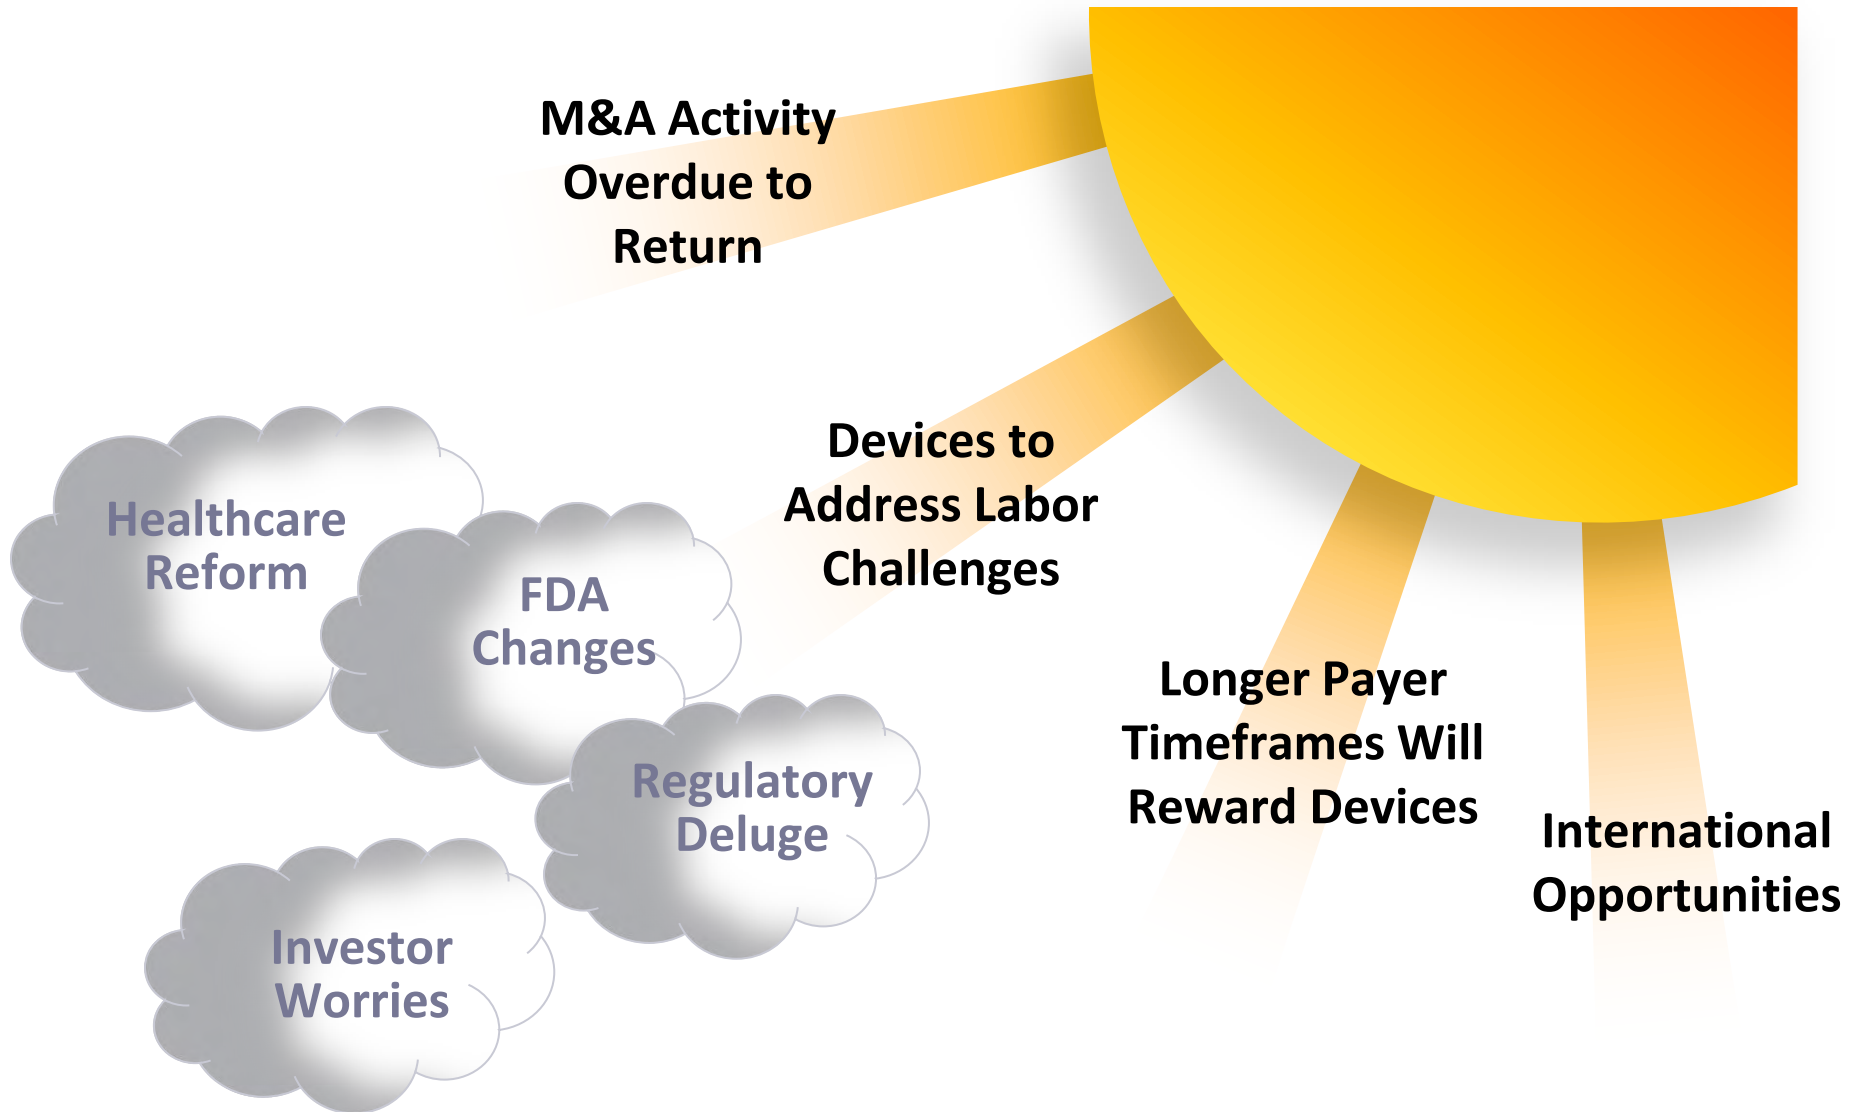 M&A Activity
Overdue to
Return
Devices to
Address Labor
Challenges
Longer Payer
Timeframes Will
Reward Devices
International
Opportunities
Healthcare
Reform
FDA
Changes
Regulatory
Deluge
Investor
Worries